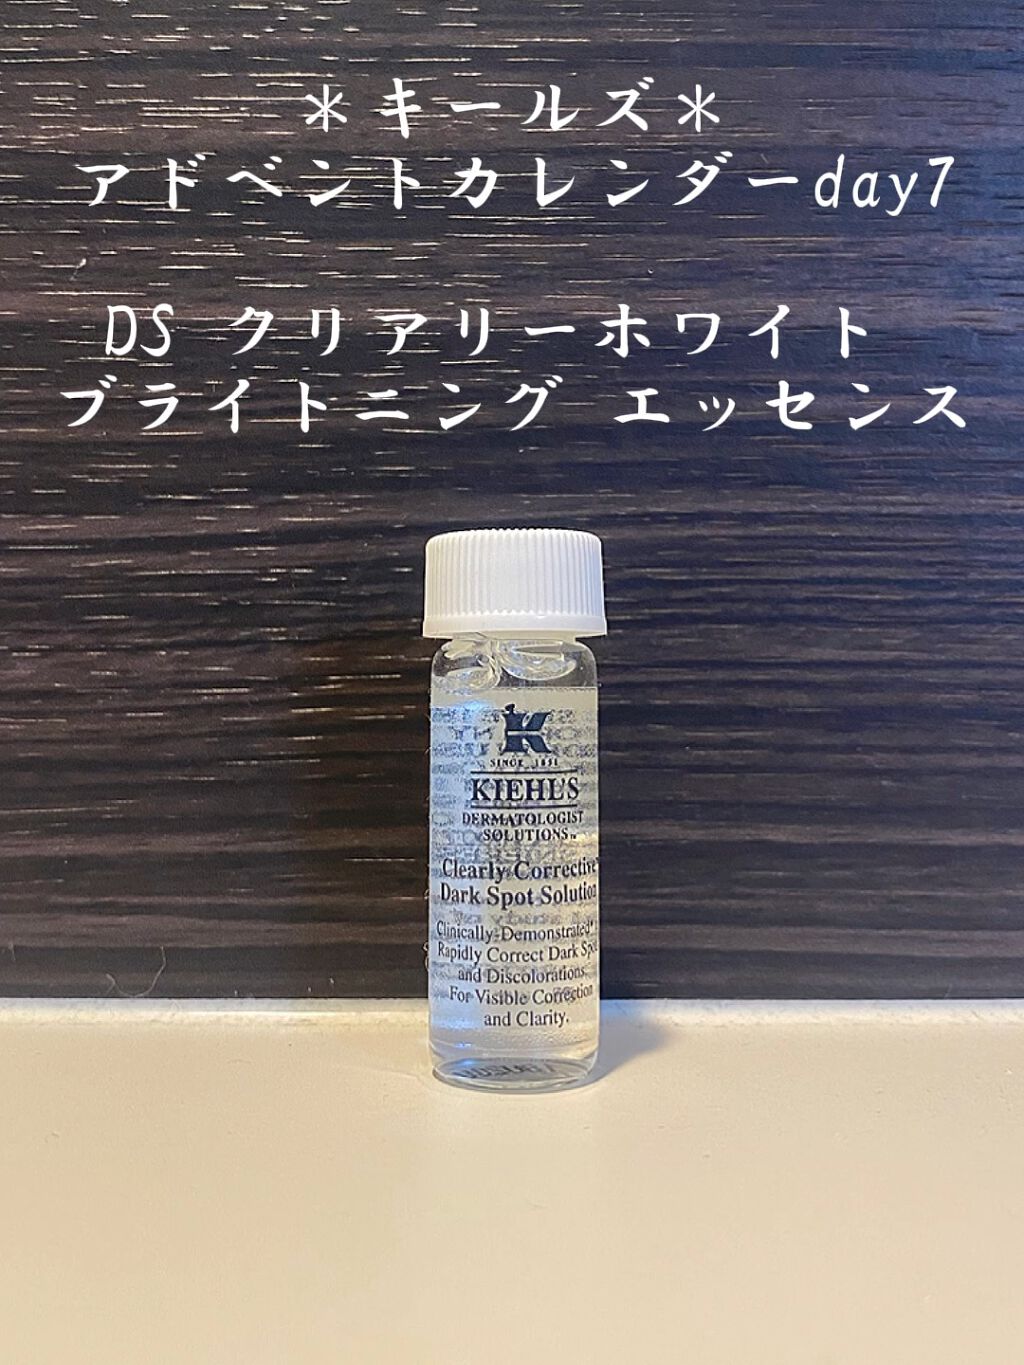 ＊キールズ＊
アドベントカレンダーday7
DS クリアリーホワイト
ブライトニング エッセンス
K
SINCE 1851
KIEHL'S
DERMATOLOGIST
SOLUTIONS™
Clearly Corrective™
Dark Spot Solution
Clinically-Demonstrated
Rapidly Correct Dark Spots
and Discolorations.
For Visible Correction
and Clarity.